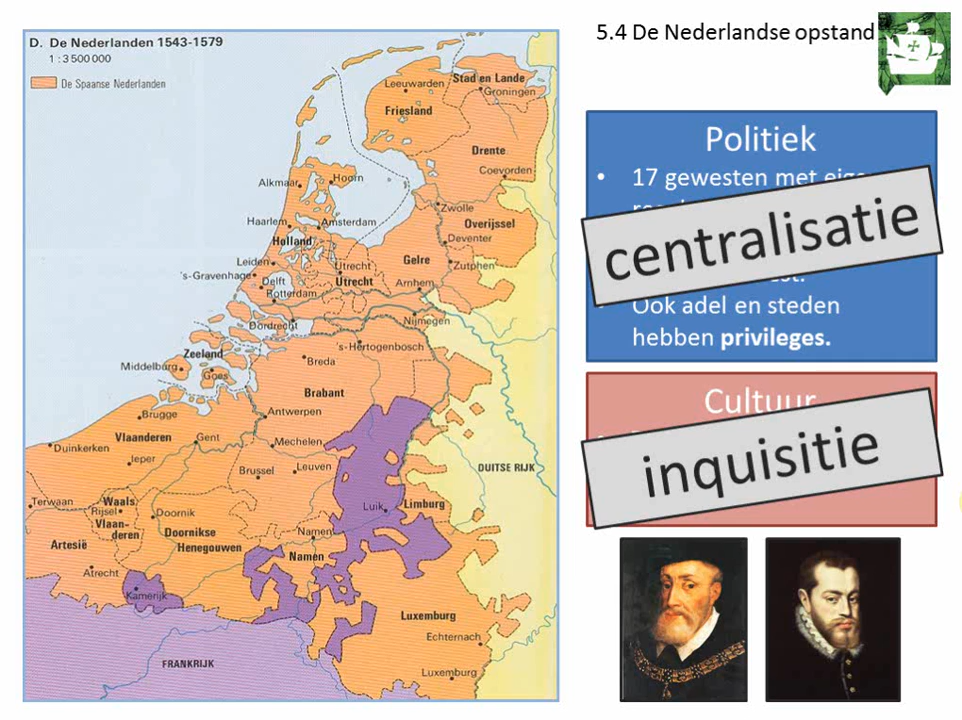 5.4 De Nederlandse opstand
D. De Nederlanden 1543-1579
1 : 3 500 000
De Spaanse Nederlanden
Leeuwarden
Stad en Lande
Groningen
Friesland
Drente
Coevorden
Alkmaar
Hoorn
Zwolle
Haarlem
Amsterdam
Overijssel
Deventer
Holland
Leiden
Utrecht
Gelre
Zutphen
's-Gravenhage
Delft
Utrecht
Arnhem
Rotterdam
Dordrecht
Nijmegen
's-Hertogenbosch
Zeeland
Breda
Middelburg
Goes
Brabant
Brugge
Antwerpen
Vlaanderen
Gent
Mechelen
Duinkerken
Ieper
Brussel
Leuven
DUITSE RIJK
Terwaan
Waals
Vlaan-
deren
Rijsel
Doornik
Luik
Limburg
Doornikse
Artesië
Henegouwen
Namen
Namen
Atrecht
Kamerijk
Luxemburg
Echternach
FRANKRIJK
Luxemburg
Politiek
• 17 gewesten met
centralisatie
Ook adel en steden
hebben privileges.
Cultuur
inquisitie